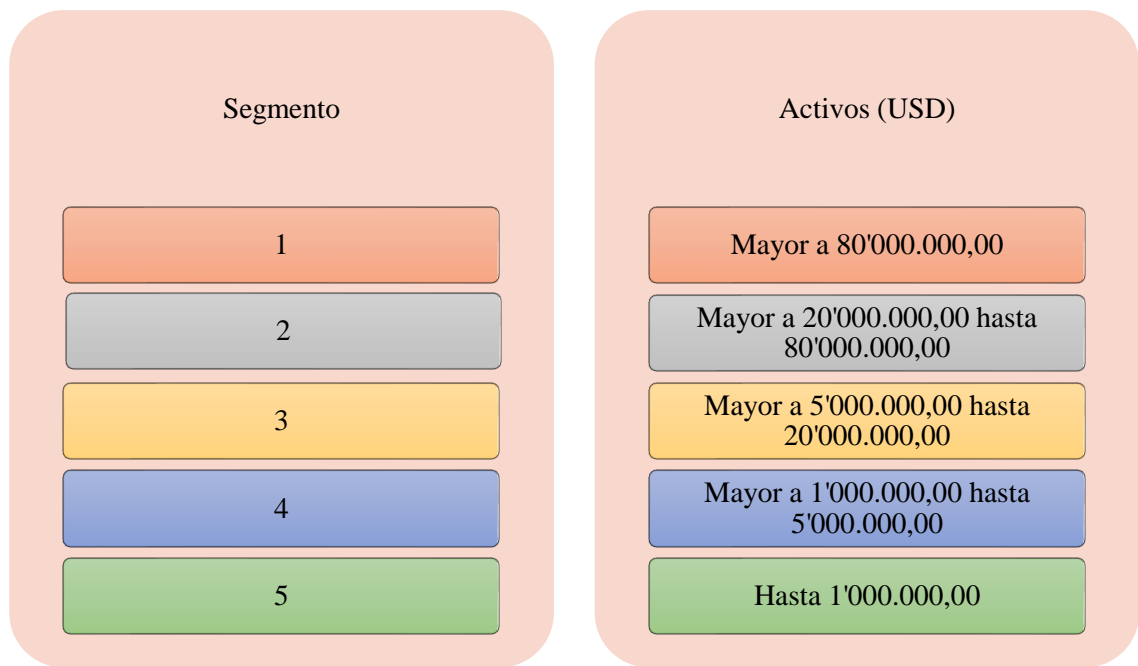 Segmento
Activos (USD)
1
Mayor a 80'000.000,00
2
Mayor a 20'000.000,00 hasta
80'000.000,00
3
Mayor a 5'000.000,00 hasta
20'000.000,00
4
Mayor a 1'000.000,00 hasta
5'000.000,00
5
Hasta 1'000.000,00